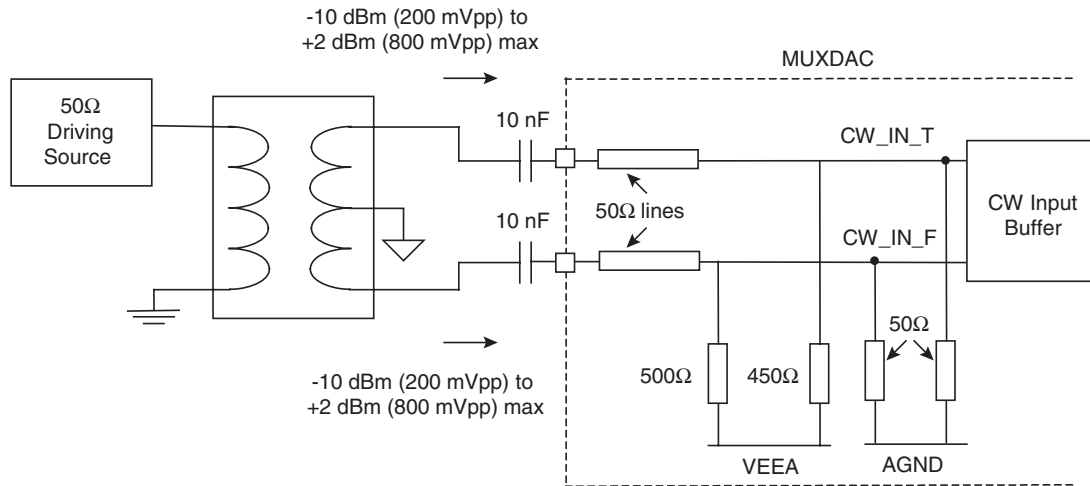 -10 dBm (200 mVpp) to
+2 dBm (800 mVpp) max
MUXDAC
50Ω
Driving
Source
10 nF
CW_IN_T
50Ω lines
CW Input
Buffer
10 nF
CW_IN_F
50Ω
500Ω
450Ω
-10 dBm (200 mVpp) to
+2 dBm (800 mVpp) max
VEEA
AGND